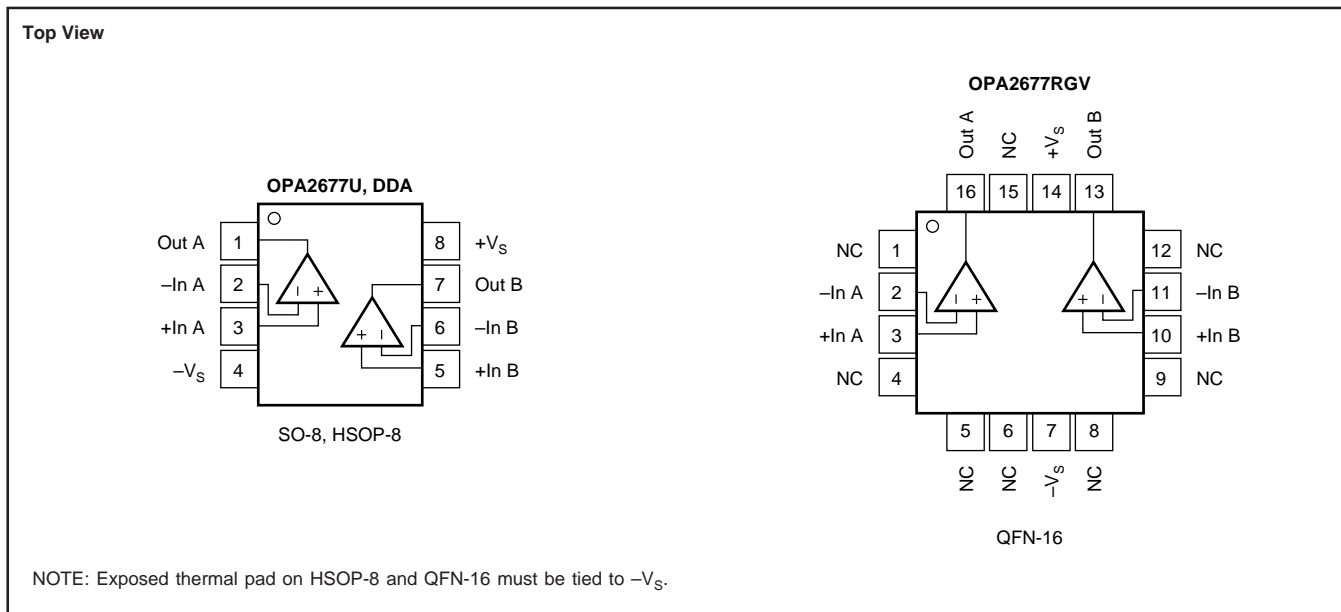 Top View
OPA2677U, DDA
Out A 1 8 +VS
–In A 2 7 Out B
+In A 3 6 –In B
–VS 4 5 +In B
– +
+ –
SO-8, HSOP-8
OPA2677RGV
Out A NC +VS Out B
16 15 14 13
NC 1 12 NC
–In A 2 11 –In B
+In A 3 10 +In B
NC 4 9 NC
– + + –
5 6 7 8
NC NC –VS NC
QFN-16
NOTE: Exposed thermal pad on HSOP-8 and QFN-16 must be tied to –VS.